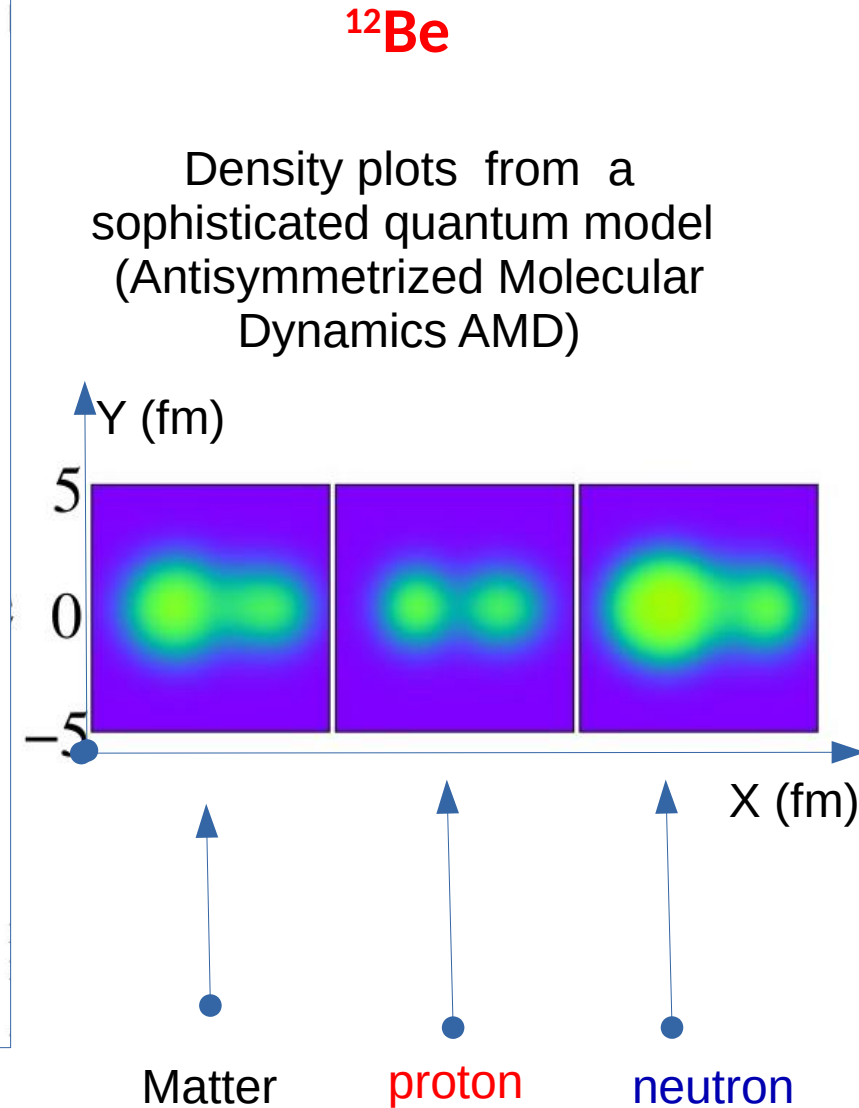 ¹²Be
Density plots from a
sophisticated quantum model
(Antisymmetrized Molecular
Dynamics AMD)
Y (fm)
5
0
−5
X (fm)
Matter
proton
neutron